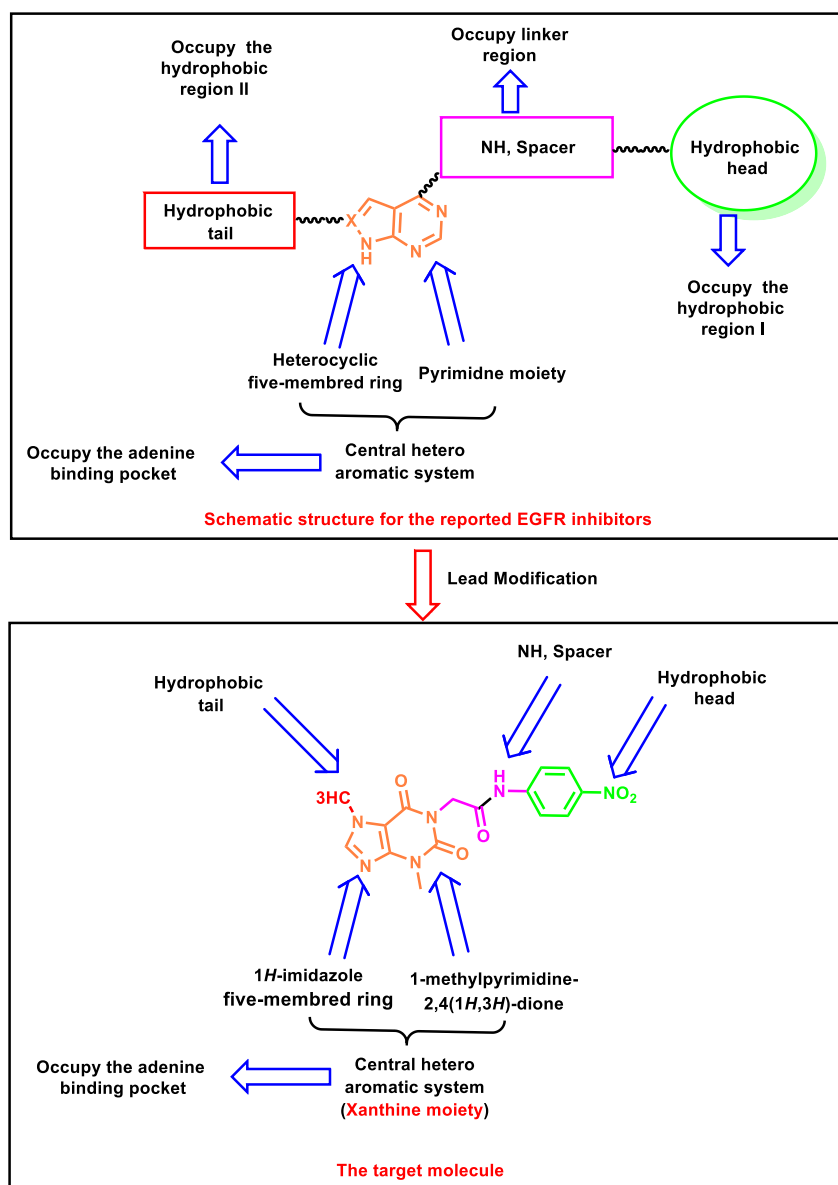 Occupy the
hydrophobic
region II
Occupy linker
region
NH, Spacer
Hydrophobic
head
Hydrophobic
tail
X
N
H
N
N
Occupy the
hydrophobic
region I
Heterocyclic
five-membred ring
Pyrimidne moiety
Occupy the adenine
binding pocket
Central hetero
aromatic system
Schematic structure for the reported EGFR inhibitors
Lead Modification
Hydrophobic
tail
NH, Spacer
Hydrophobic
head
3HC
O
H
N
NO2
N
N
O
O
N
N
1H-imidazole
five-membred ring
1-methylpyrimidine-
2,4(1H,3H)-dione
Occupy the adenine
binding pocket
Central hetero
aromatic system
(Xanthine moiety)
The target molecule